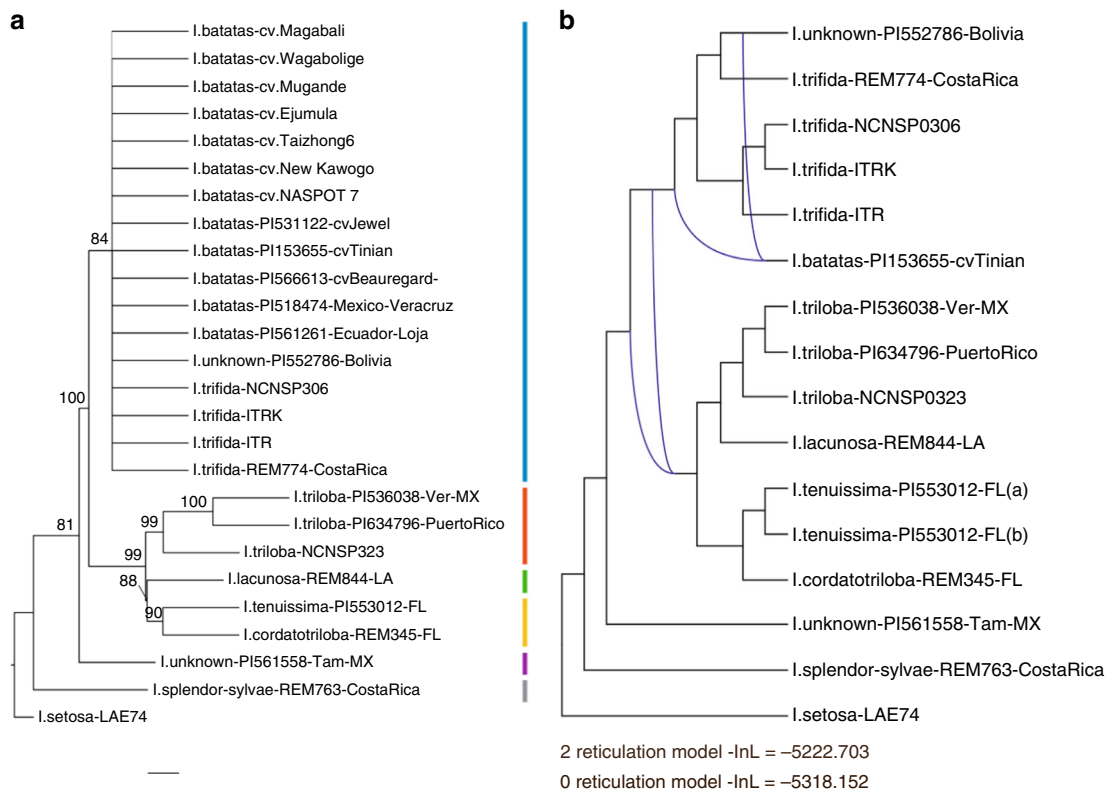 a
I.batatas-cv.Magabali
I.batatas-cv.Wagabolige
I.batatas-cv.Mugande
I.batatas-cv.Ejumula
I.batatas-cv.Taizhong6
I.batatas-cv.New Kawogo
I.batatas-cv.NASPOT 7
I.batatas-PI531122-cvJewel
84
I.batatas-PI153655-cvTinian
I.batatas-PI566613-cvBeauregard-
I.batatas-PI518474-Mexico-Veracruz
I.batatas-PI561261-Ecuador-Loja
I.unknown-PI552786-Bolivia
I.trifida-NCNSP306
100
I.trifida-ITRK
I.trifida-ITR
I.trifida-REM774-CostaRica
I.triloba-PI536038-Ver-MX
100
I.triloba-PI634796-PuertoRico
81
99
I.triloba-NCNSP323
99
I.lacunosa-REM844-LA
88
I.tenuissima-PI553012-FL
90
I.cordatotriloba-REM345-FL
I.unknown-PI561558-Tam-MX
I.splendor-sylvae-REM763-CostaRica
I.setosa-LAE74
b
I.unknown-PI552786-Bolivia
I.trifida-REM774-CostaRica
I.trifida-NCNSP0306
I.trifida-ITRK
I.trifida-ITR
I.batatas-PI153655-cvTinian
I.triloba-PI536038-Ver-MX
I.triloba-PI634796-PuertoRico
I.triloba-NCNSP0323
I.lacunosa-REM844-LA
I.tenuissima-PI553012-FL(a)
I.tenuissima-PI553012-FL(b)
I.cordatotriloba-REM345-FL
I.unknown-PI561558-Tam-MX
I.splendor-sylvae-REM763-CostaRica
I.setosa-LAE74
2 reticulation model -InL = –5222.703
0 reticulation model -InL = –5318.152